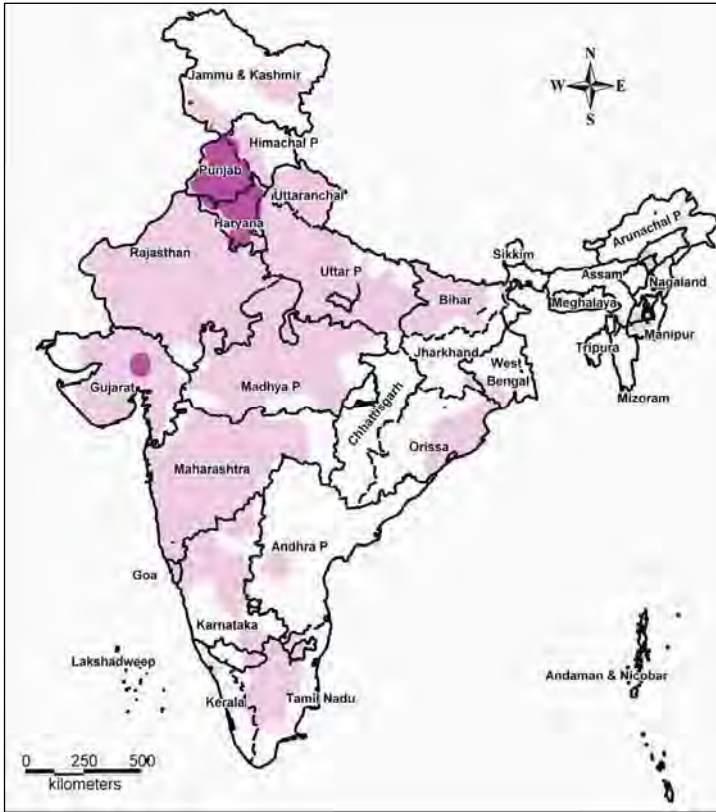 N
W E
S
Jammu & Kashmir
Himachal P
Punjab
Uttaranchal
Haryana
Rajasthan
Uttar P
Sikkim
Arunachal P
Assam
Nagaland
Bihar
Meghalaya
Manipur
Jharkhand
Tripura
West
Bengal
Mizoram
Gujarat
Madhya P
Chhattisgarh
Orissa
Maharashtra
Andhra P
Goa
Karnataka
Lakshadweep
Andaman & Nicobar
Kerala
Tamil Nadu
0 250 500
kilometers